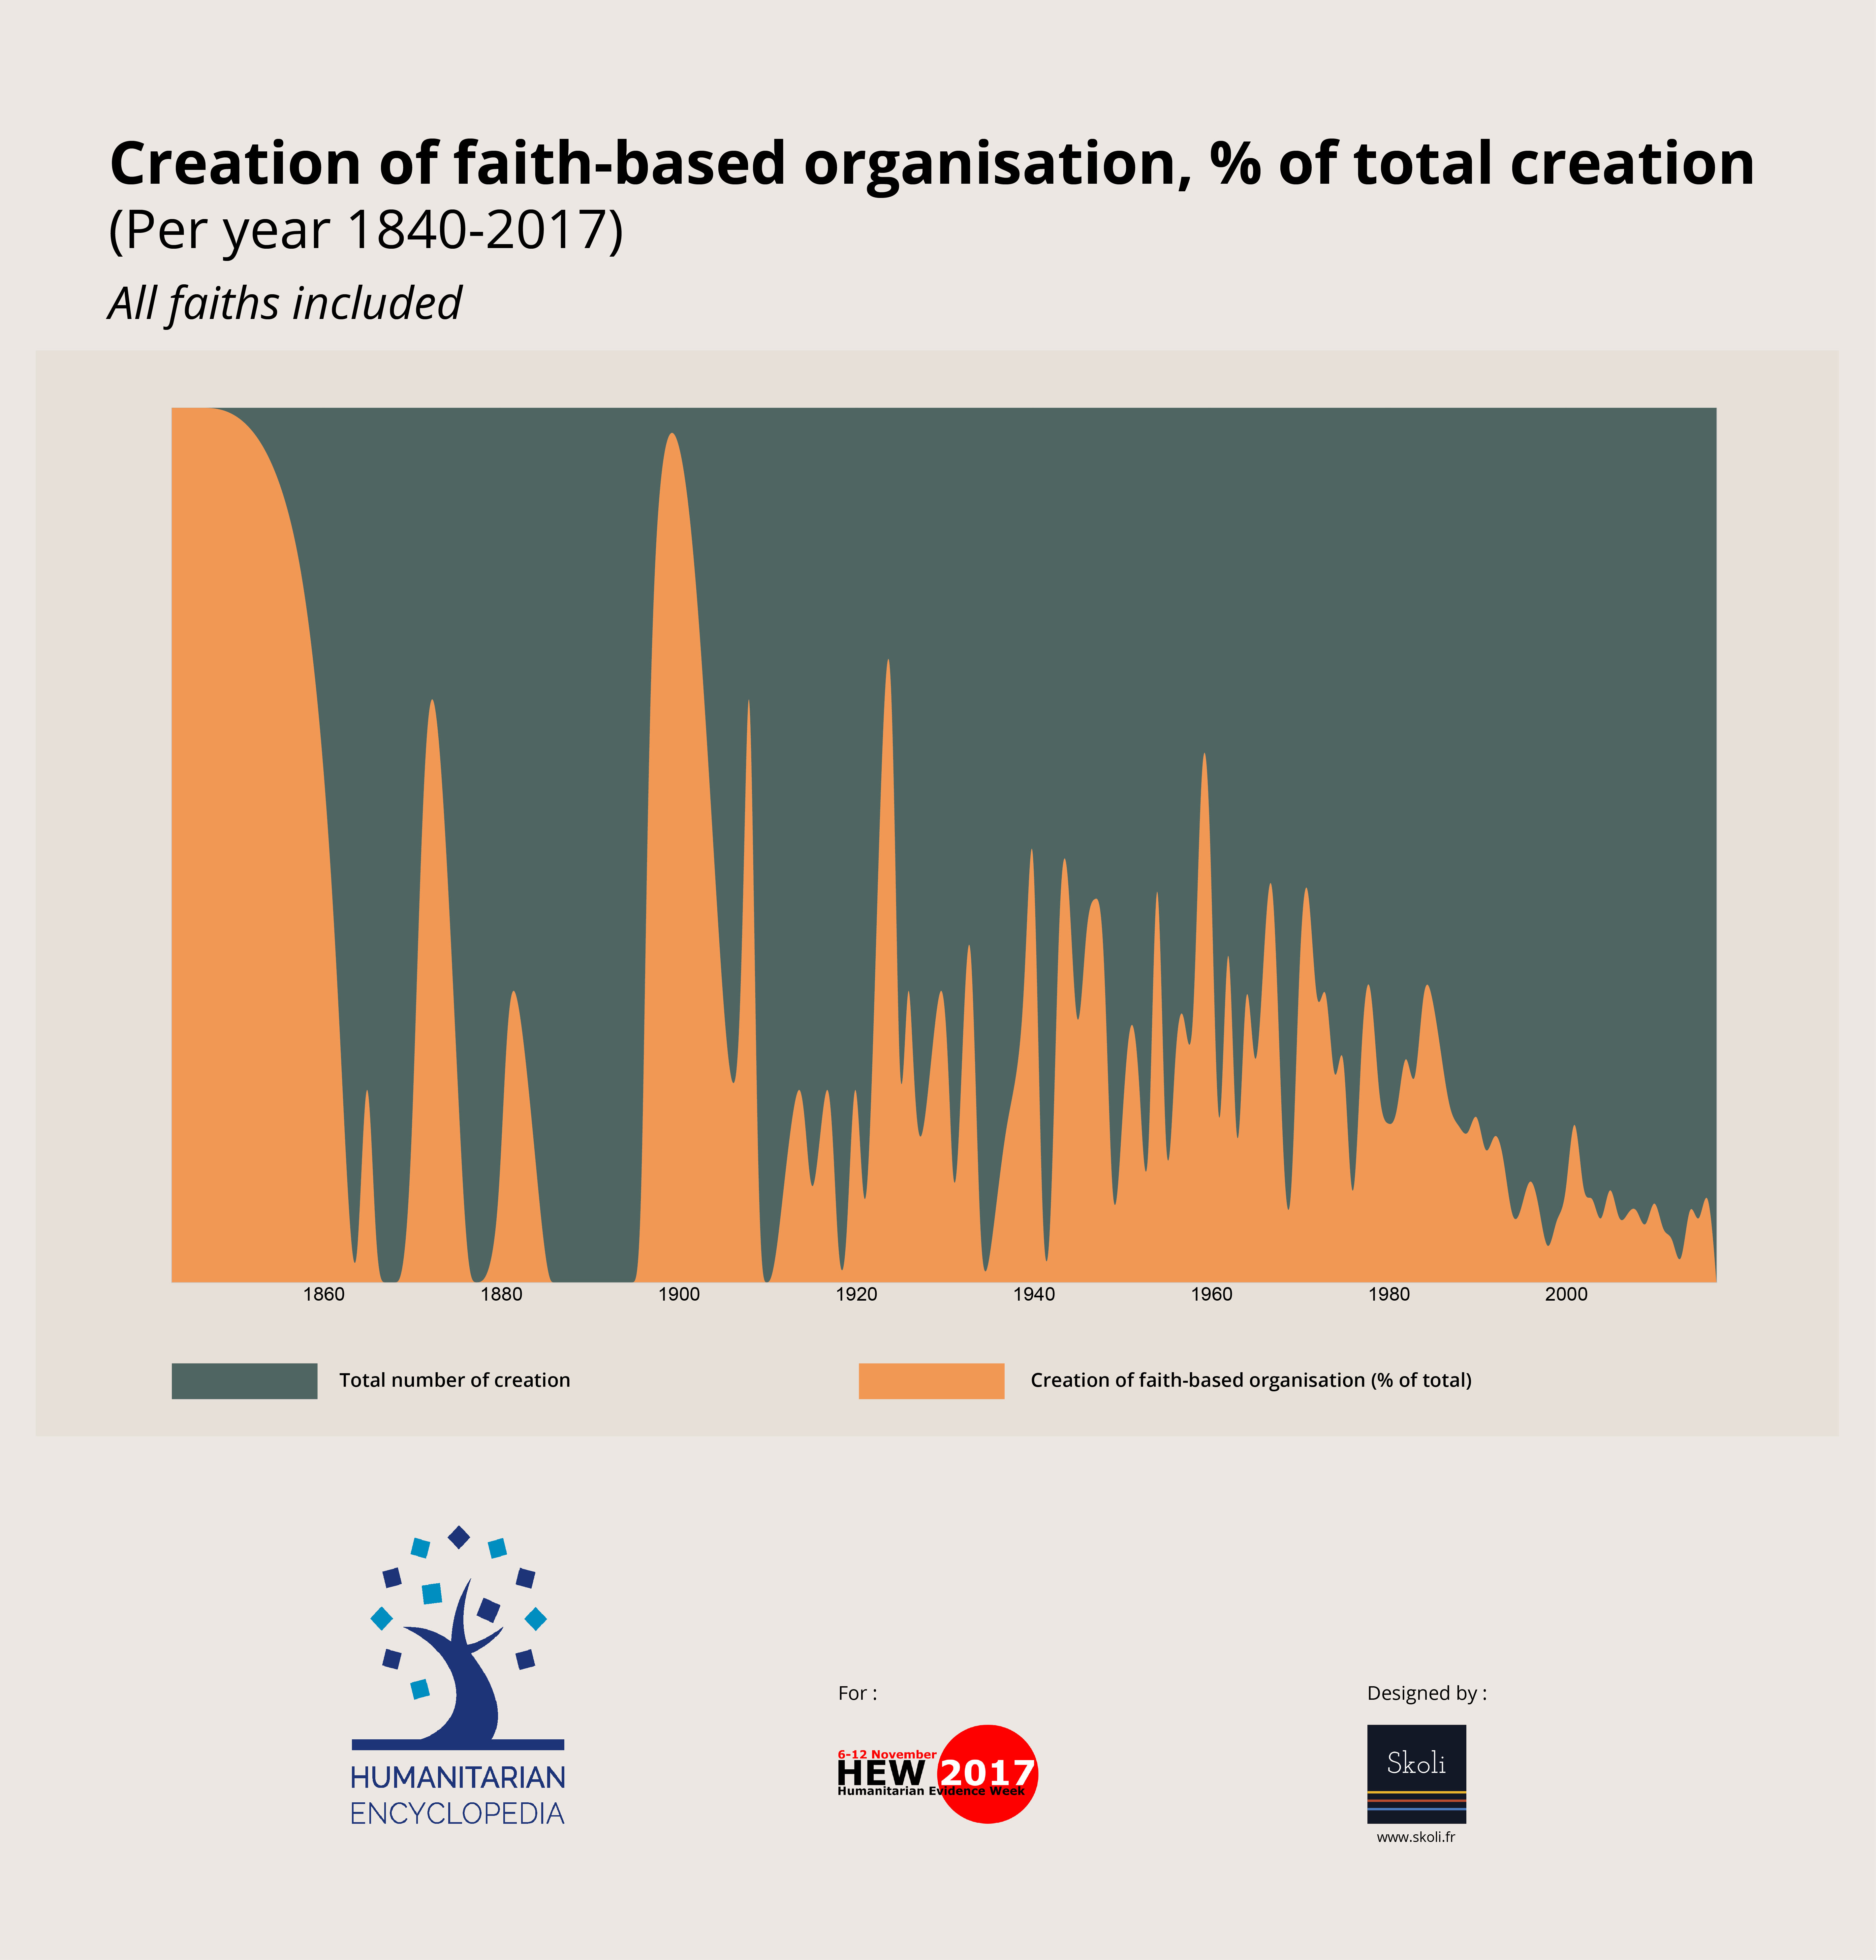 Creation of faith-based organisation, % of total creation
(Per year 1840-2017)
All faiths included
1860 1880 1900 1920 1940 1960 1980 2000
Total number of creation
Creation of faith-based organisation (% of total)
HUMANITARIAN
ENCYCLOPEDIA
For :
6-12 November
HEW 2017
Humanitarian Evidence Week
Designed by :
Skoli
www.skoli.fr